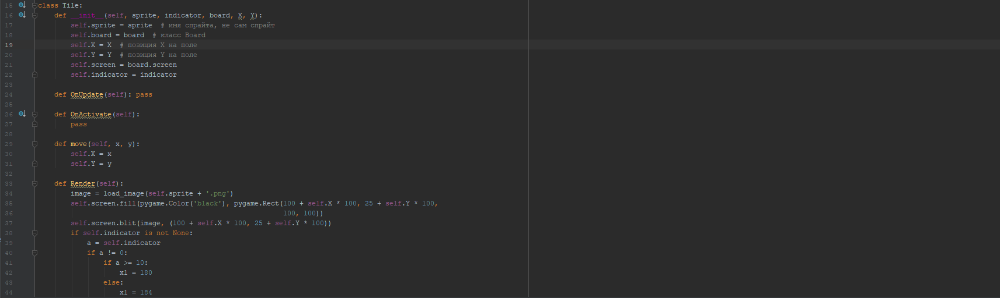 15 class Tile:
16 def __init__(self, sprite, indicator, board, X, Y):
17 self.sprite = sprite # имя спрайта, не сам спрайт
18 self.board = board # класс Board
19 self.X = X # позиция X на поле
20 self.Y = Y # позиция Y на поле
21 self.screen = board.screen
22 self.indicator = indicator
23
24 def OnUpdate(self): pass
25
26 def OnActivate(self):
27 pass
28
29 def move(self, x, y):
30 self.X = x
31 self.Y = y
32
33 def Render(self):
34 image = load_image(self.sprite + '.png')
35 self.screen.fill(pygame.Color('black'), pygame.Rect(100 + self.X * 100, 25 + self.Y * 100,
36 100, 100))
37 self.screen.blit(image, (100 + self.X * 100, 25 + self.Y * 100))
38 if self.indicator is not None:
39 a = self.indicator
40 if a != 0:
41 if a >= 10:
42 x1 = 180
43 else:
44 x1 = 184